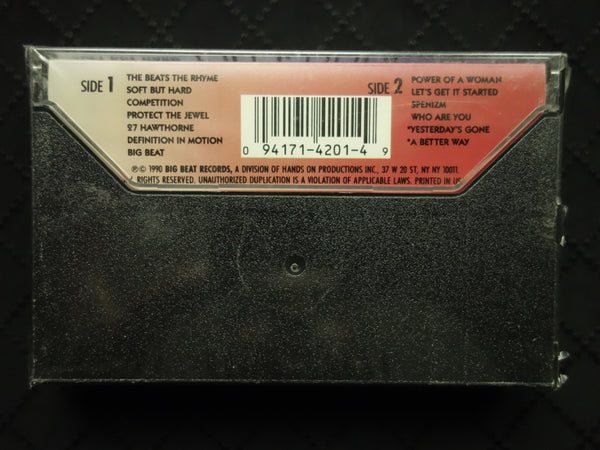 SIDE 1
THE BEATS THE RHYME
SOFT BUT HARD
COMPETITION
PROTECT THE JEWEL
27 HAWTHORNE
DEFINITION IN MOTION
BIG BEAT
0 94171-4201-4 9
SIDE 2
POWER OF A WOMAN
LET'S GET IT STARTED
SPENIZM
WHO ARE YOU
*YESTERDAY'S GONE
*A BETTER WAY
℗© 1990 BIG BEAT RECORDS, A DIVISION OF HANDS ON PRODUCTIONS INC., 37 W 20 ST, NY NY 10011.
RIGHTS RESERVED. UNAUTHORIZED DUPLICATION IS A VIOLATION OF APPLICABLE LAWS. PRINTED IN